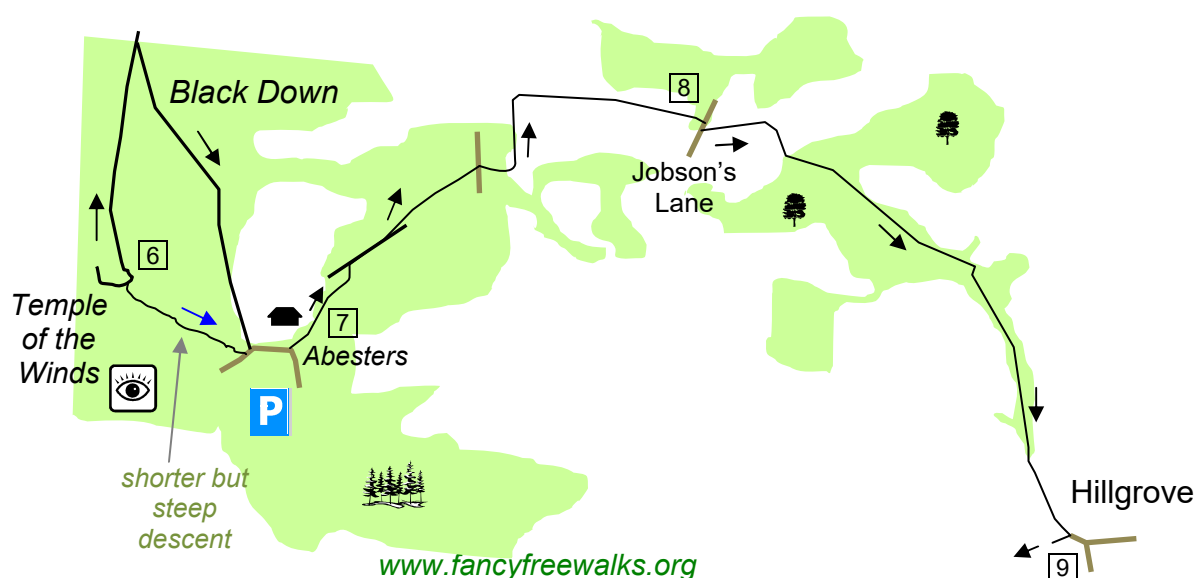 Black Down
8
Jobson's
Lane
6
Temple
of the
Winds
7
Abesters
P
shorter but
steep
descent
Hillgrove
9
www.fancyfreewalks.org